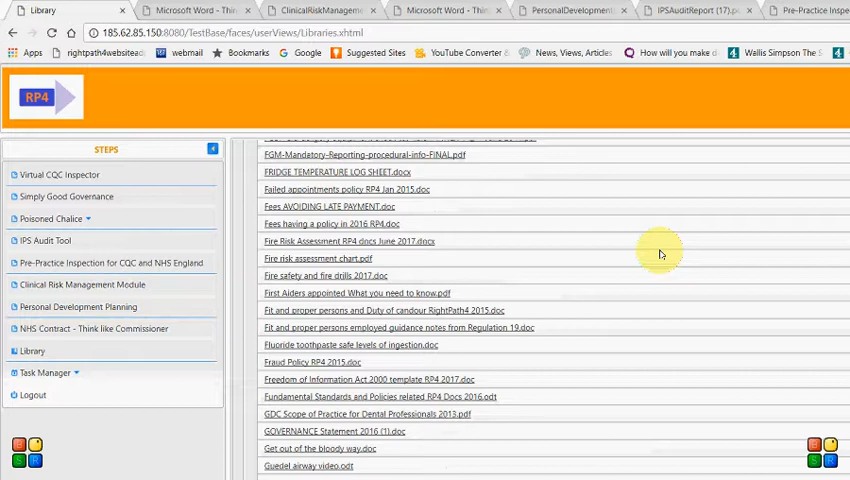 Library
Microsoft Word - Thin
ClinicalRiskManageme
Microsoft Word - Thin
PersonalDevelopment
IPSAuditReport (17).p
Pre-Practice Inspection
185.62.85.150:8080/TestBase/faces/userViews/Libraries.xhtml
Apps
rightpath4websitead
webmail
Bookmarks
Google
Suggested Sites
YouTube Converter &
News, Views, Articles
How will you make d
Wallis Simpson The S
RP4
STEPS
Virtual CQC Inspector
Simply Good Governance
Poisoned Chalice
IPS Audit Tool
Pre-Practice Inspection for CQC and NHS England
Clinical Risk Management Module
Personal Development Planning
NHS Contract - Think like Commissioner
Library
Task Manager
Logout
FGM-Mandatory-Reporting-procedural-info-FINAL.pdf
FRIDGE TEMPERATURE LOG SHEET.docx
Failed appointments policy RP4 Jan 2015.doc
Fees AVOIDING LATE PAYMENT.doc
Fees having a policy in 2016 RP4.doc
Fire Risk Assessment RP4 docs June 2017.docx
Fire risk assessment chart.pdf
Fire safety and fire drills 2017.doc
First Aiders appointed What you need to know.pdf
Fit and proper persons and Duty of candour RightPath4 2015.doc
Fit and proper persons employed guidance notes from Regulation 19.doc
Fluoride toothpaste safe levels of ingestion.doc
Fraud Policy RP4 2015.doc
Freedom of Information Act 2000 template RP4 2017.doc
Fundamental Standards and Policies related RP4 Docs 2016.odt
GDC Scope of Practice for Dental Professionals 2013.pdf
GOVERNANCE Statement 2016 (1).doc
Get out of the bloody way.doc
Guedel airway video.odt
B
S R
B
S R